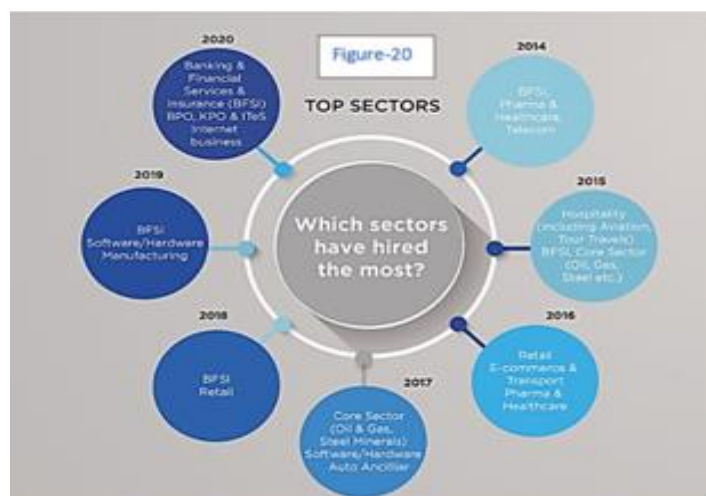 Figure-20
TOP SECTORS
Which sectors
have hired
the most?
2014
BFSI,
Pharma &
Healthcare,
Telecom
2015
Hospitality
(including Aviation,
Tour Travels)
BFSI, Core Sector
(Oil, Gas,
Steel etc.)
2016
Retail
E-commerce &
Transport
Pharma &
Healthcare
2017
Core Sector
(Oil & Gas,
Steel Minerals)
Software/Hardware
Auto Ancillier
2018
BFSI
Retail
2019
BFSI
Software/Hardware
Manufacturing
2020
Banking &
Financial
Services &
Insurance (BFSI)
BPO, KPO & ITeS
Internet
business